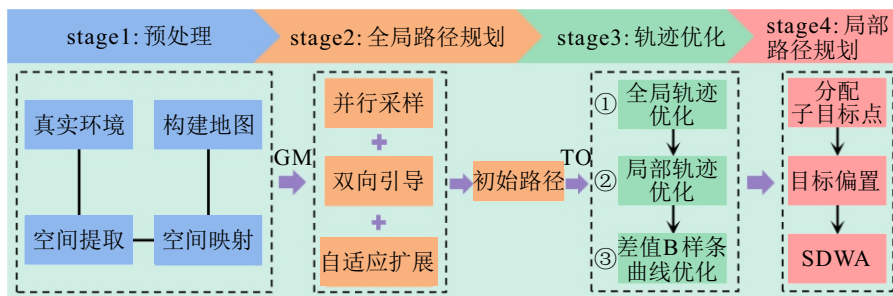 stage1:预处理
stage2:全局路径规划
stage3:轨迹优化
stage4:局部
路径规划
真实环境
构建地图
空间提取
空间映射
GM
并行采样
+
双向引导
+
自适应扩展
初始路径
TO
① 全局轨迹
优化
② 局部轨迹
优化
③ 差值B样条
曲线优化
分配
子目标点
目标偏置
SDWA